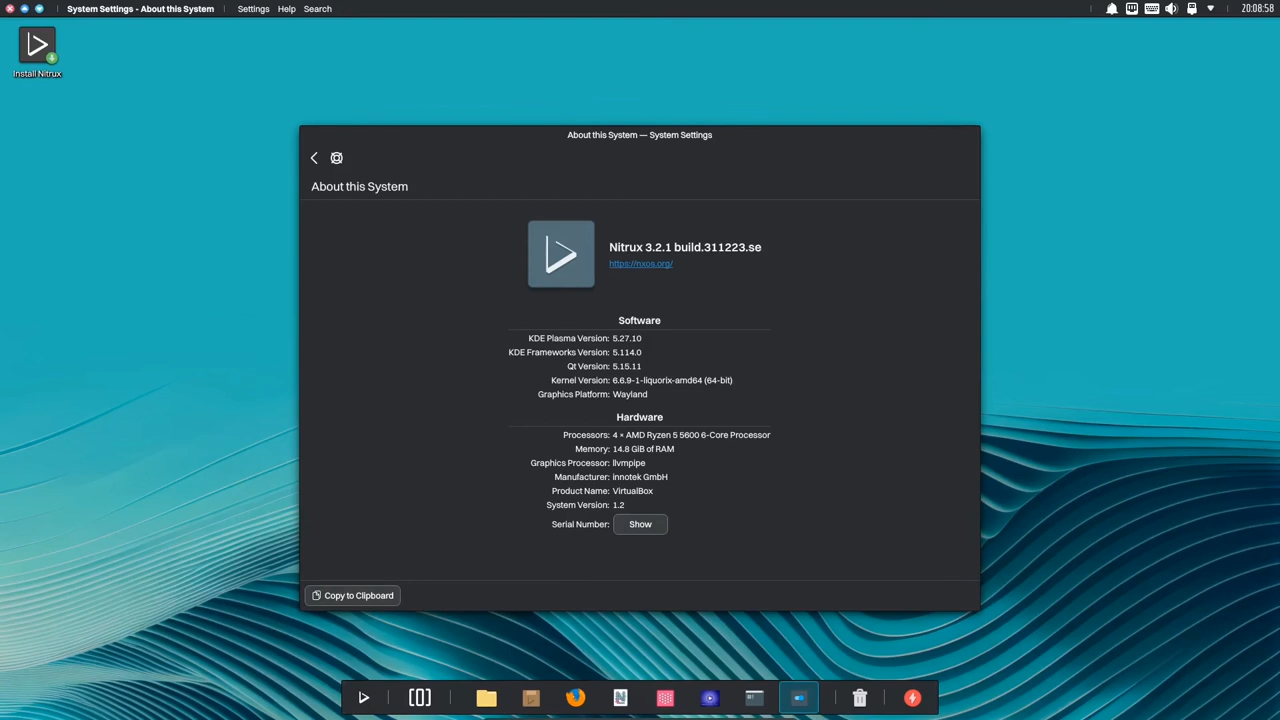 System Settings - About this System Settings Help Search 20:08:58
Install Nitrux
About this System — System Settings
About this System
Nitrux 3.2.1 build.311223.se
https://nxos.org/
Software
KDE Plasma Version: 5.27.10
KDE Frameworks Version: 5.114.0
Qt Version: 5.15.11
Kernel Version: 6.6.9-1-liquorix-amd64 (64-bit)
Graphics Platform: Wayland
Hardware
Processors: 4 × AMD Ryzen 5 5600 6-Core Processor
Memory: 14.8 GiB of RAM
Graphics Processor: llvmpipe
Manufacturer: innotek GmbH
Product Name: VirtualBox
System Version: 1.2
Serial Number: Show
Copy to Clipboard